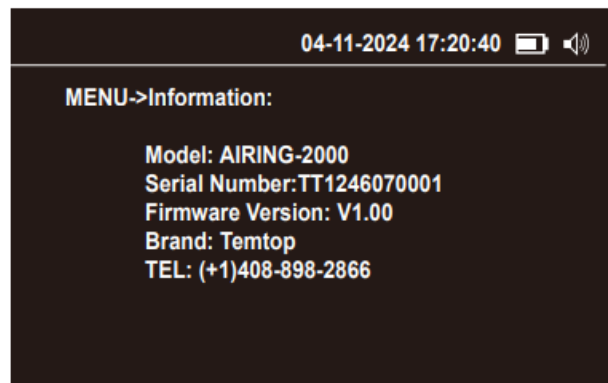 04-11-2024 17:20:40
MENU->Information:
Model: AIRING-2000
Serial Number:TT1246070001
Firmware Version: V1.00
Brand: Temtop
TEL: (+1)408-898-2866